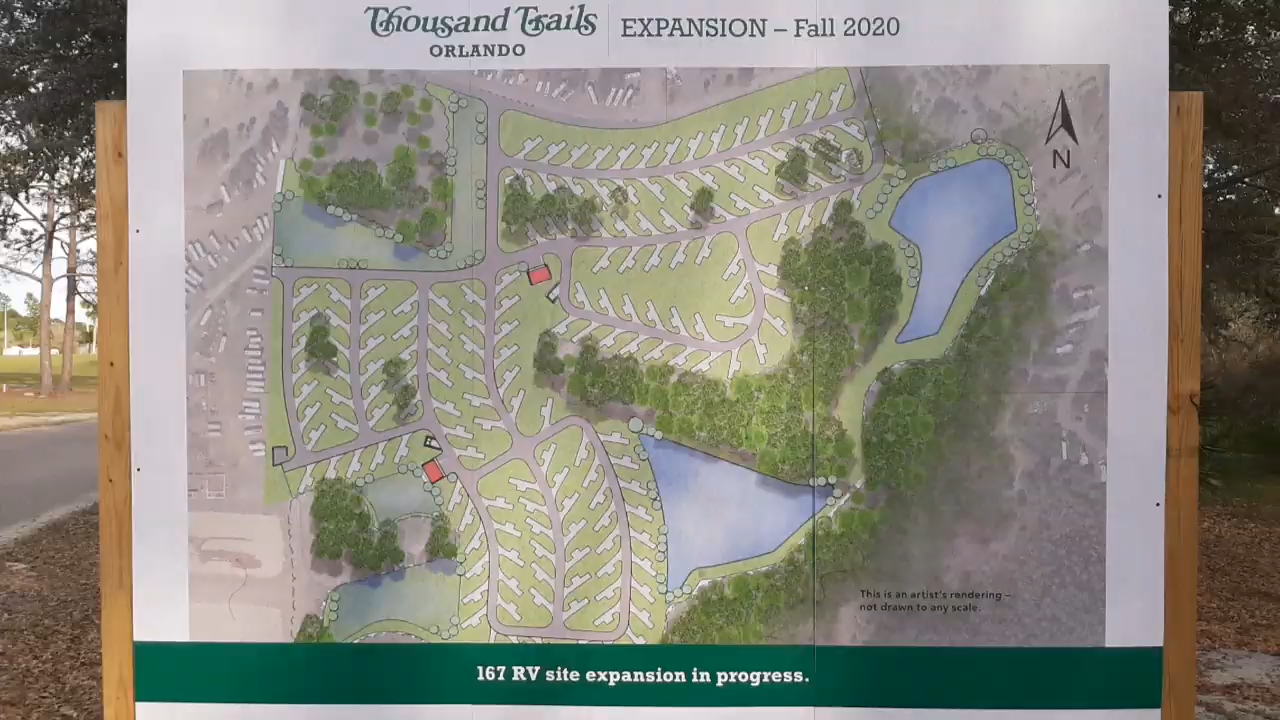 Thousand Trails
ORLANDO
EXPANSION – Fall 2020
N
This is an artist's rendering –
not drawn to any scale.
167 RV site expansion in progress.